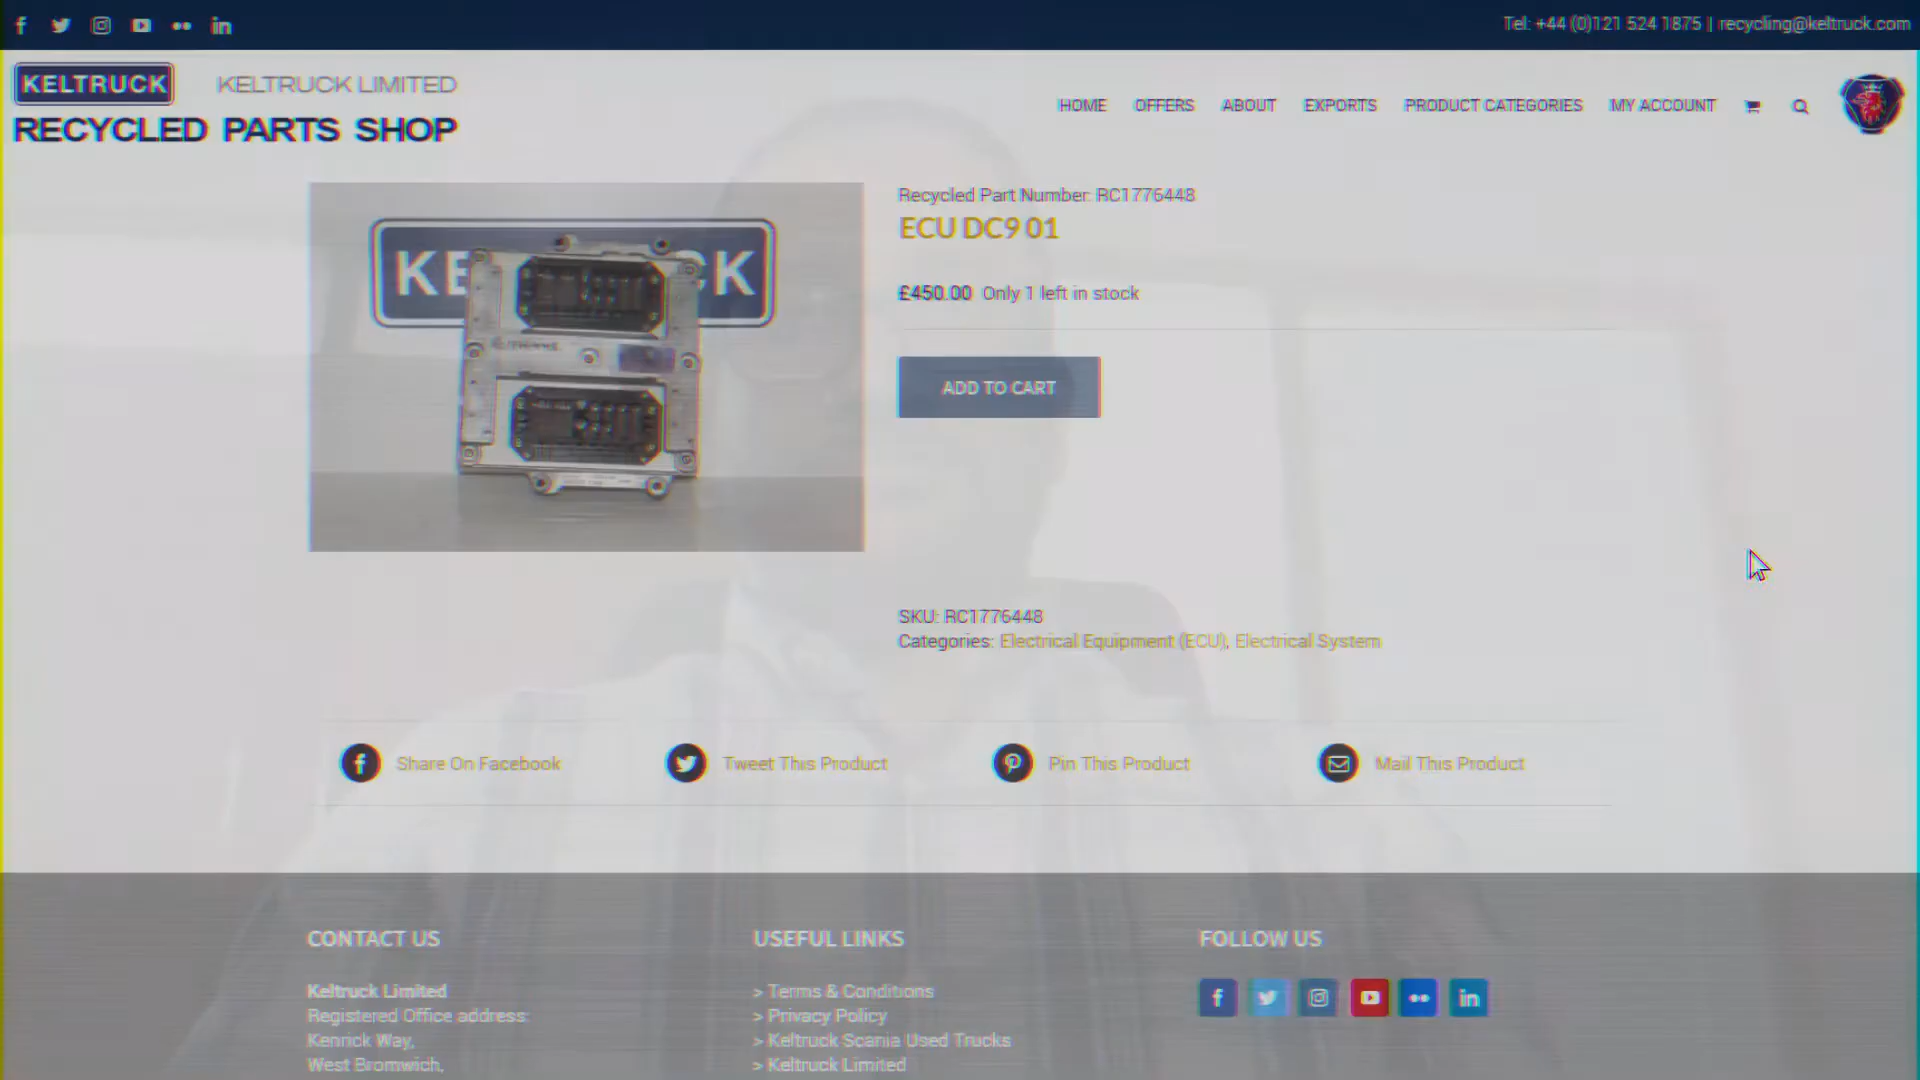 Tel: +44 (0)121 524 1875 | recycling@keltruck.com
KELTRUCK KELTRUCK LIMITED
RECYCLED PARTS SHOP
HOME OFFERS ABOUT EXPORTS PRODUCT CATEGORIES MY ACCOUNT
Recycled Part Number: RC1776448
ECU DC9 01
£450.00 Only 1 left in stock
ADD TO CART
SKU: RC1776448
Categories: Electrical Equipment (ECU), Electrical System
Share On Facebook Tweet This Product Pin This Product Mail This Product
CONTACT US
Keltruck Limited
Registered Office address:
Kenrick Way,
West Bromwich,
USEFUL LINKS
> Terms & Conditions
> Privacy Policy
> Keltruck Scania Used Trucks
> Keltruck Limited
FOLLOW US